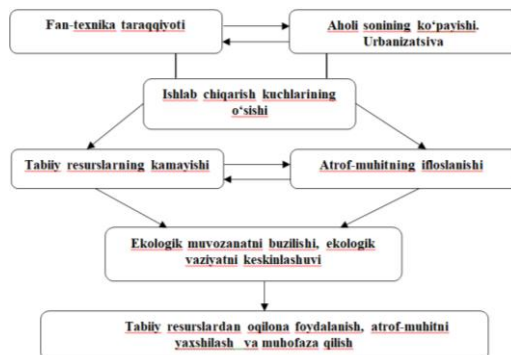 Fan-texnika taraqqiyoti
Aholi sonining ko‘payishi.
Urbanizatsiva
Ishlab chiqarish kuchlarining
o‘sishi
Tabiiy resurslarning kamayishi
Atrof-muhitning ifloslanishi
Ekologik muvozanatni buzilishi, ekologik
vaziyatni keskinlashuvi
Tabiiy resurslardan oqilona foydalanish, atrof-muhitni
yaxshilash va muhofaza qilish